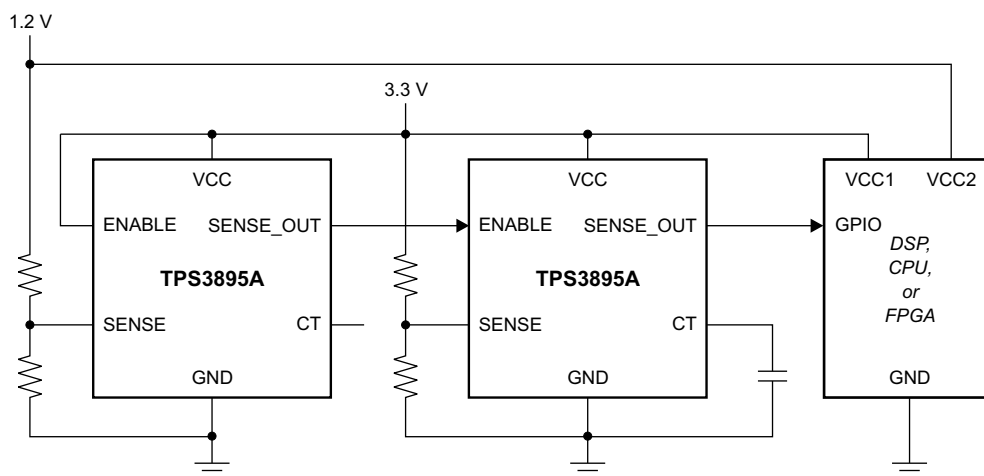 1.2 V
3.3 V
VCC
ENABLE
SENSE_OUT
TPS3895A
SENSE
CT
GND
VCC
ENABLE
SENSE_OUT
TPS3895A
SENSE
CT
GND
VCC1
VCC2
GPIO
DSP,
CPU,
or
FPGA